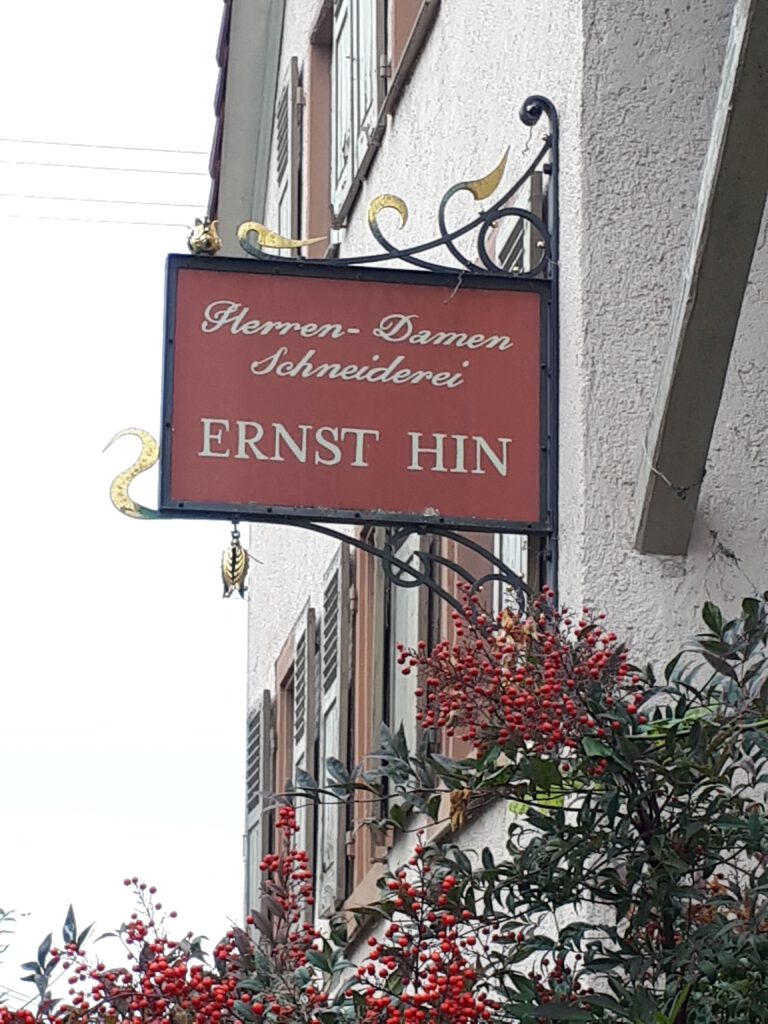 Herren- Damen
Schneiderei
ERNST HIN